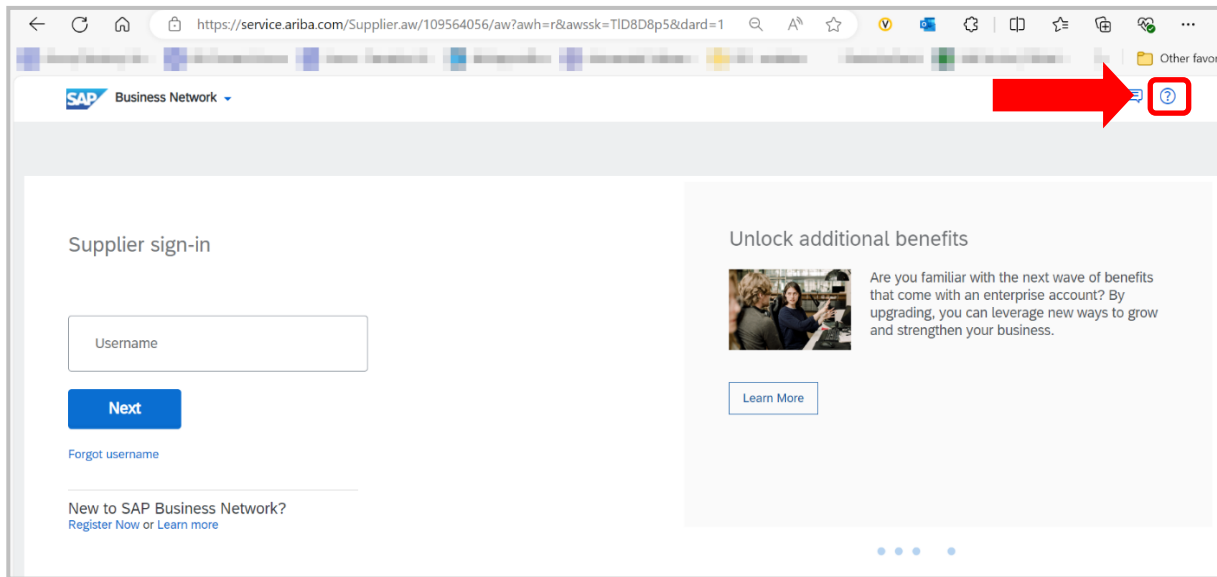 https://service.ariba.com/Supplier.aw/109564056/aw?awh=r&awssk=TlD8D8p5&dard=1
Other favor
SAP Business Network
Supplier sign-in
Username
Next
Forgot username
New to SAP Business Network?
Register Now or Learn more
Unlock additional benefits
Are you familiar with the next wave of benefits
that come with an enterprise account? By
upgrading, you can leverage new ways to grow
and strengthen your business.
Learn More